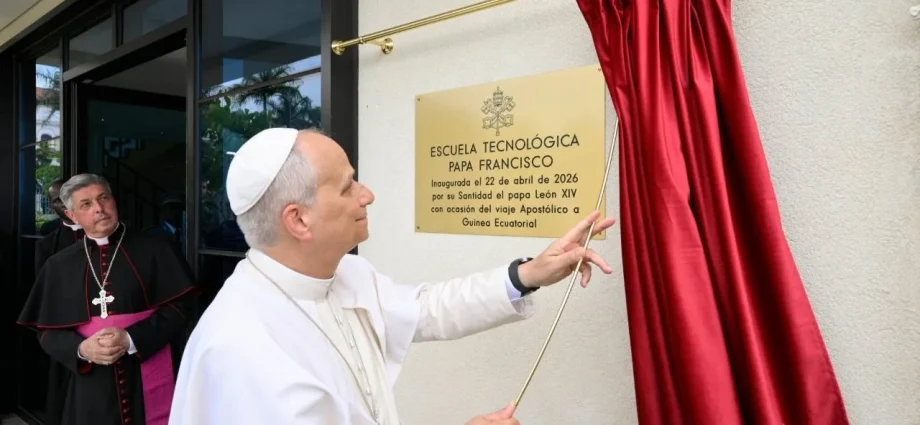 ESCUELA TECNOLÓGICA
PAPA FRANCISCO
Inaugurada el 22 de abril de 2026
por su Santidad el papa León XIV
con ocasión del viaje Apostólico a
Guinea Ecuatorial